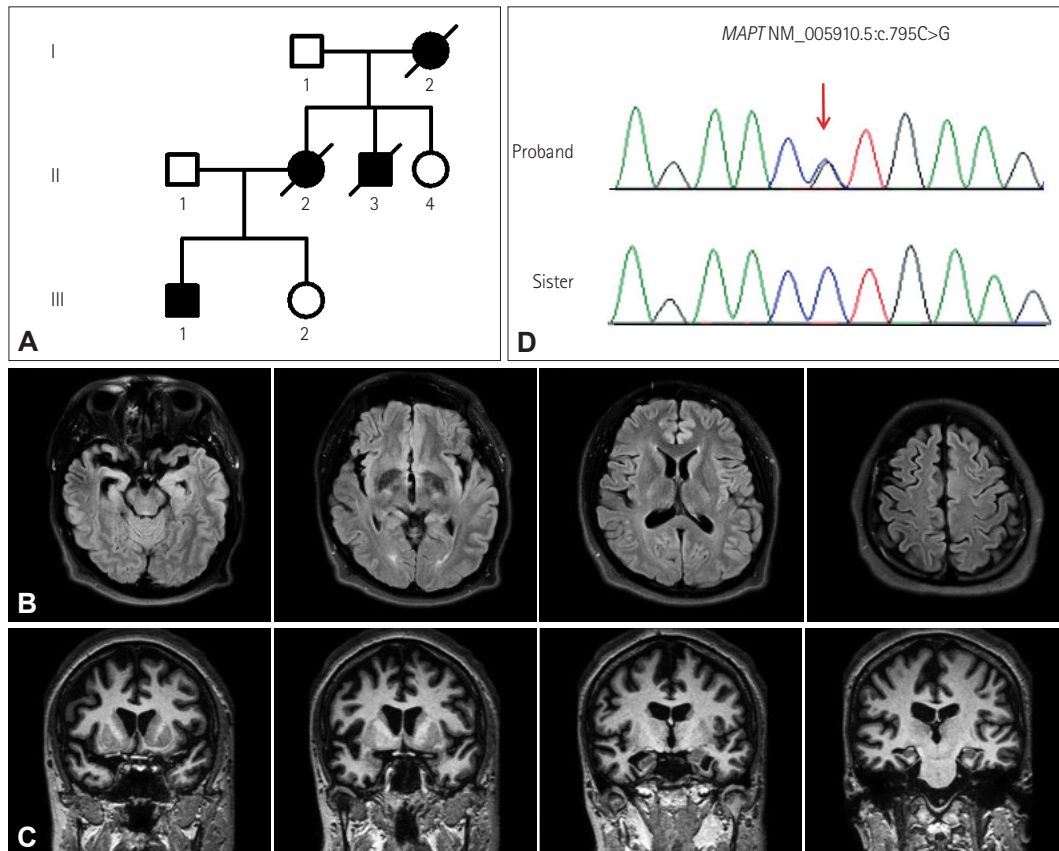 I
1
2
II
1
2
3
4
III
1
2
A
MAPT NM_005910.5:c.795C>G
Proband
Sister
D
B
C